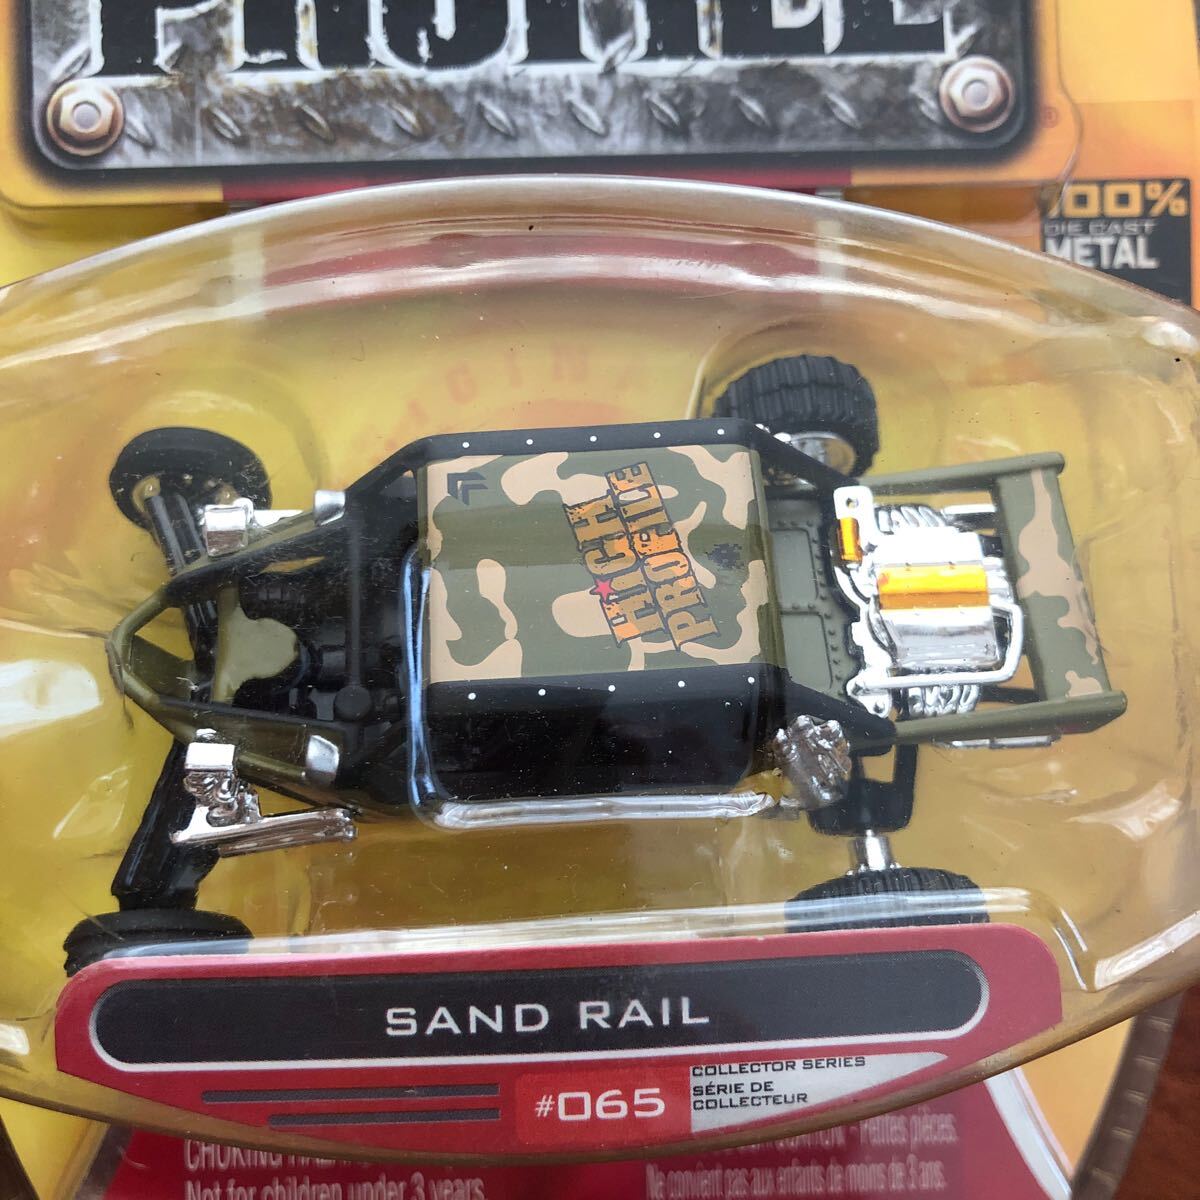 PROFILE
100%
DIE CAST
METAL
HIGH
PROFILE
SAND RAIL
#065
COLLECTOR SERIES
SÉRIE DE
COLLECTEUR
CHOKING
Petites pièces.
Not for children under 3 years
Ne convient pas aux enfants de moins de 3 ans.